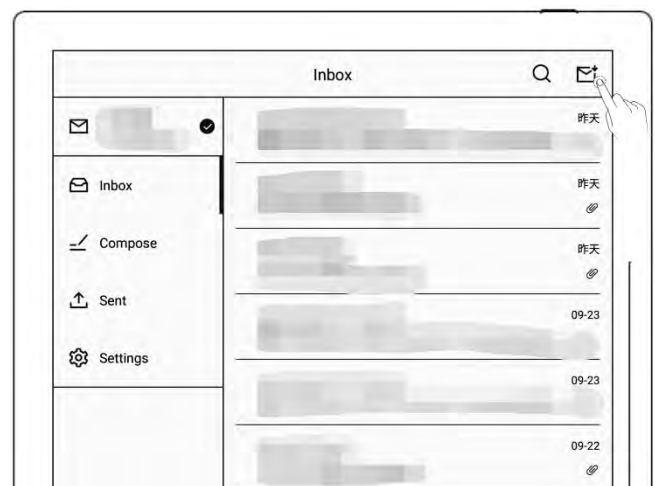 Inbox
昨天
Inbox
昨天
Compose
昨天
Sent
09-23
Settings
09-23
09-22